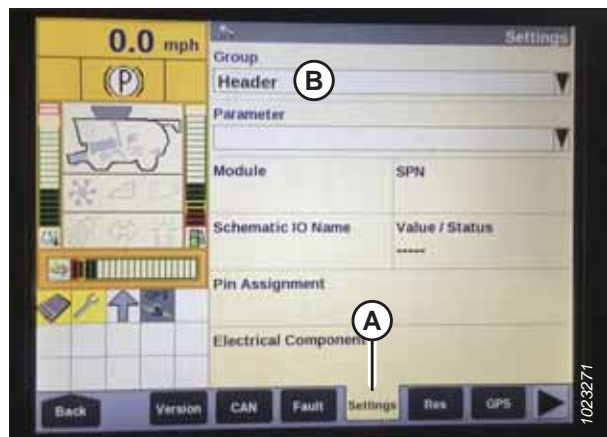 0.0 mph
Settings
Group
Header
B
Parameter
(P)
Module
SPN
Schematic IO Name
Value / Status
-----
Pin Assignment
A
Electrical Component
Back
Version
CAN
Fault
Settings
Res
GPS
1023271